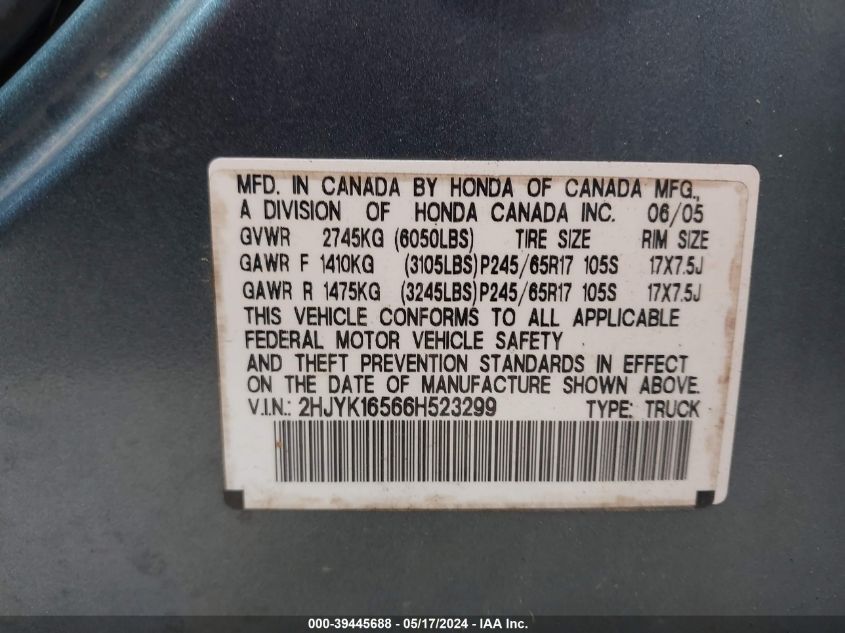 MFD. IN CANADA BY HONDA OF CANADA MFG.,
A DIVISION OF HONDA CANADA INC. 06/05
GVWR 2745KG (6050LBS) TIRE SIZE RIM SIZE
GAWR F 1410KG (3105LBS) P245/65R17 105S 17X7.5J
GAWR R 1475KG (3245LBS) P245/65R17 105S 17X7.5J
THIS VEHICLE CONFORMS TO ALL APPLICABLE
FEDERAL MOTOR VEHICLE SAFETY
AND THEFT PREVENTION STANDARDS IN EFFECT
ON THE DATE OF MANUFACTURE SHOWN ABOVE.
V.I.N.: 2HJYK16566H523299 TYPE: TRUCK
000-39445688 - 05/17/2024 - IAA Inc.